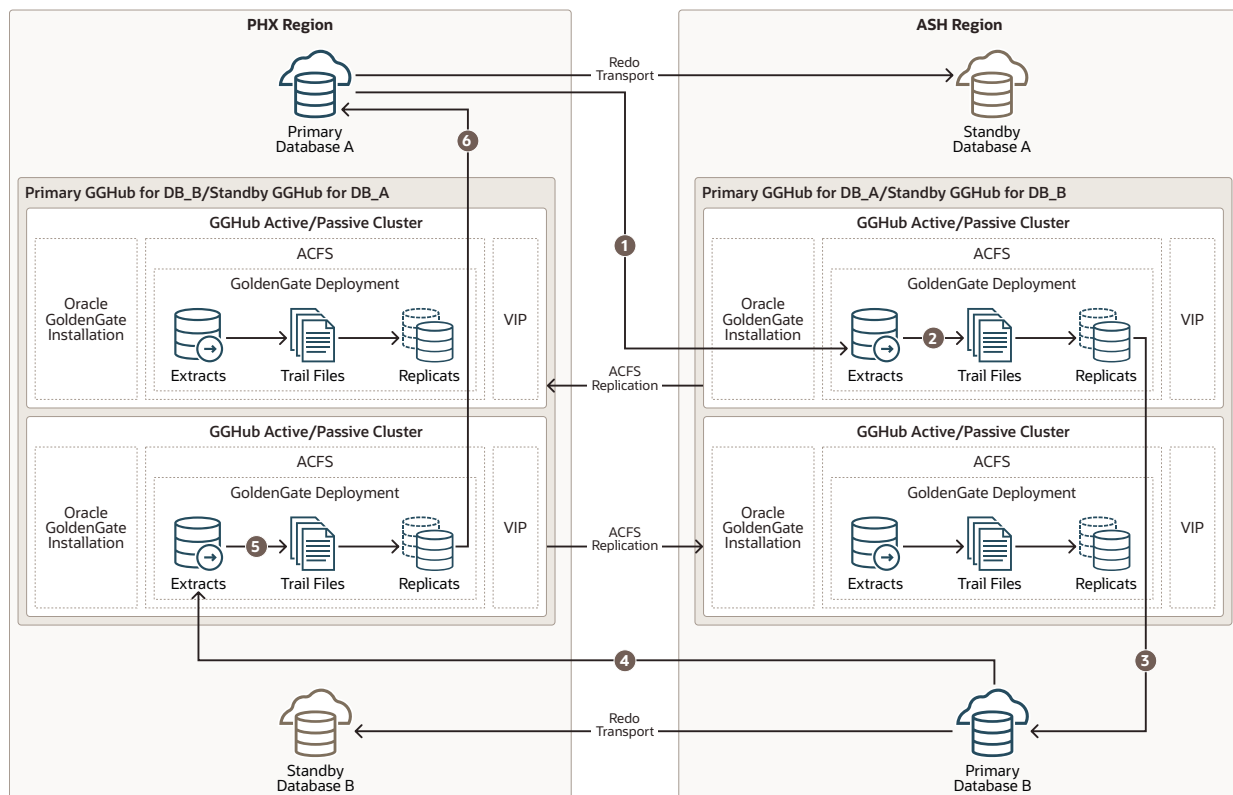 PHX Region
ASH Region
Redo
Transport
Primary
Database A
Standby
Database A
6
Primary GGHub for DB_B/Standby GGHub for DB_A
Primary GGHub for DB_A/Standby GGHub for DB_B
GGHub Active/Passive Cluster
ACFS
GoldenGate Deployment
Oracle
GoldenGate
Installation
Extracts
Trail Files
Replicats
VIP
1
GGHub Active/Passive Cluster
ACFS
GoldenGate Deployment
Oracle
GoldenGate
Installation
2
Extracts
Trail Files
Replicats
VIP
ACFS
Replication
GGHub Active/Passive Cluster
ACFS
GoldenGate Deployment
Oracle
GoldenGate
Installation
5
Extracts
Trail Files
Replicats
VIP
ACFS
Replication
GGHub Active/Passive Cluster
ACFS
GoldenGate Deployment
Oracle
GoldenGate
Installation
Extracts
Trail Files
Replicats
VIP
4
3
Redo
Transport
Standby
Database B
Primary
Database B